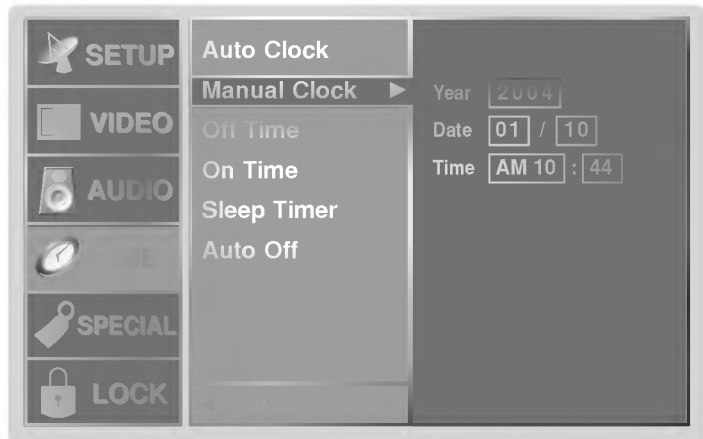 SETUP
VIDEO
AUDIO
TIME
SPECIAL
LOCK
Auto Clock
Manual Clock ▶
Off Time
On Time
Sleep Timer
Auto Off
Year 2004
Date 01 / 10
Time AM 10 : 44